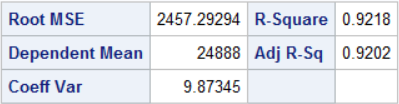 Root MSE 2457.29294 R-Square 0.9218
Dependent Mean 24888 Adj R-Sq 0.9202
Coeff Var 9.87345